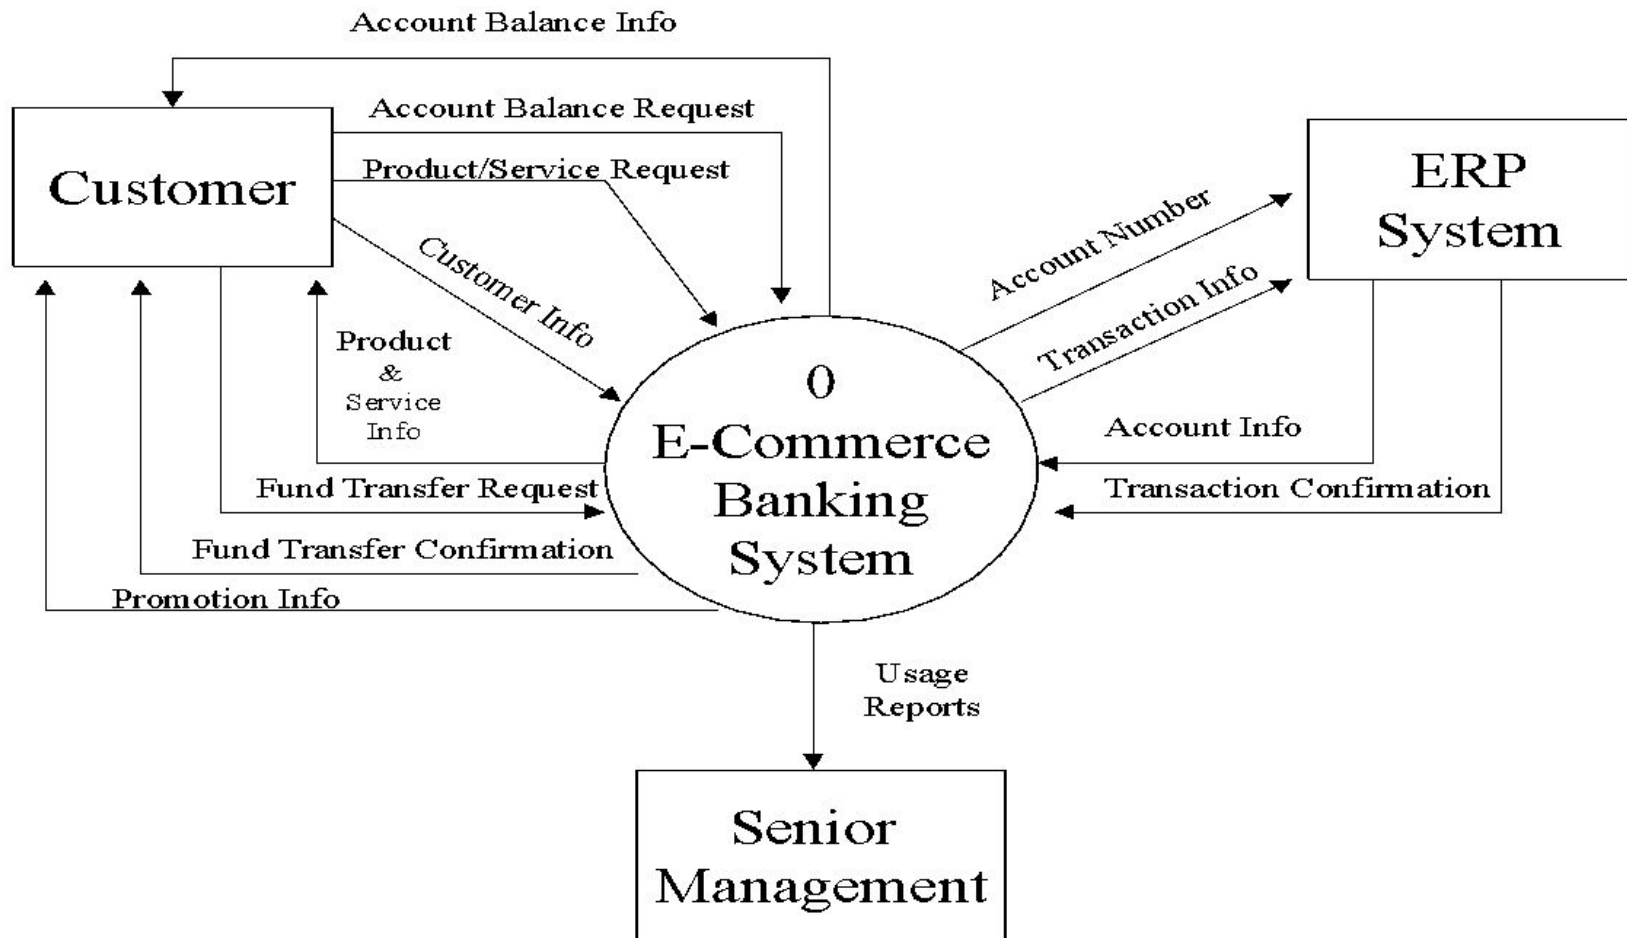 Account Balance Info
Account Balance Request
Product/Service Request
Customer
Customer Info
Product
&
Service
Info
Fund Transfer Request
Fund Transfer Confirmation
Promotion Info
0
E-Commerce
Banking
System
Account Number
Transaction Info
ERP
System
Account Info
Transaction Confirmation
Usage
Reports
Senior
Management